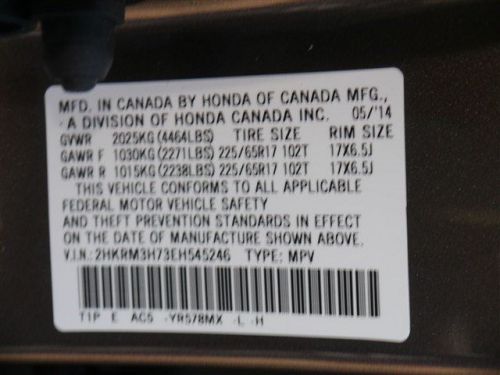 MFD. IN CANADA BY HONDA OF CANADA MFG.,
A DIVISION OF HONDA CANADA INC. 05/'14
GVWR 2025KG (4464LBS) TIRE SIZE RIM SIZE
GAWR F 1030KG (2271LBS) 225/65R17 102T 17X6.5J
GAWR R 1015KG (2238LBS) 225/65R17 102T 17X6.5J
THIS VEHICLE CONFORMS TO ALL APPLICABLE
FEDERAL MOTOR VEHICLE SAFETY
AND THEFT PREVENTION STANDARDS IN EFFECT
ON THE DATE OF MANUFACTURE SHOWN ABOVE.
V.I.N.: 2HKRM3H73EH545246 TYPE: MPV
T1P E AC5 -YR578MX -L -H